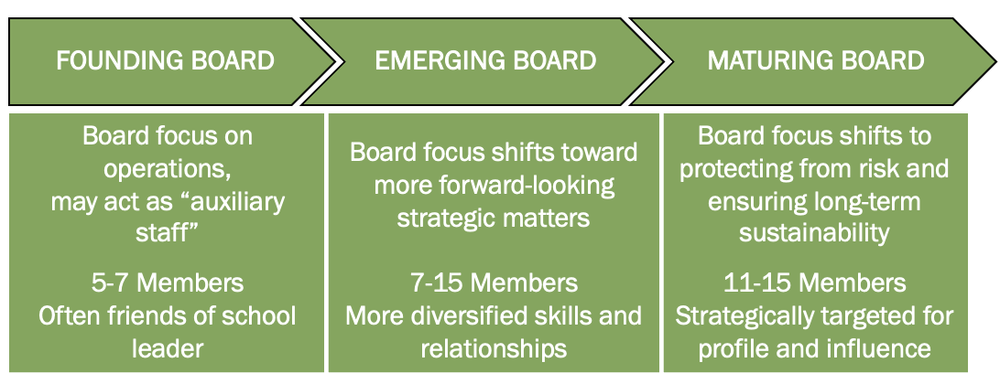 FOUNDING BOARD
EMERGING BOARD
MATURING BOARD
Board focus on
operations,
may act as “auxiliary
staff”
5-7 Members
Often friends of school
leader
Board focus shifts toward
more forward-looking
strategic matters
7-15 Members
More diversified skills and
relationships
Board focus shifts to
protecting from risk and
ensuring long-term
sustainability
11-15 Members
Strategically targeted for
profile and influence